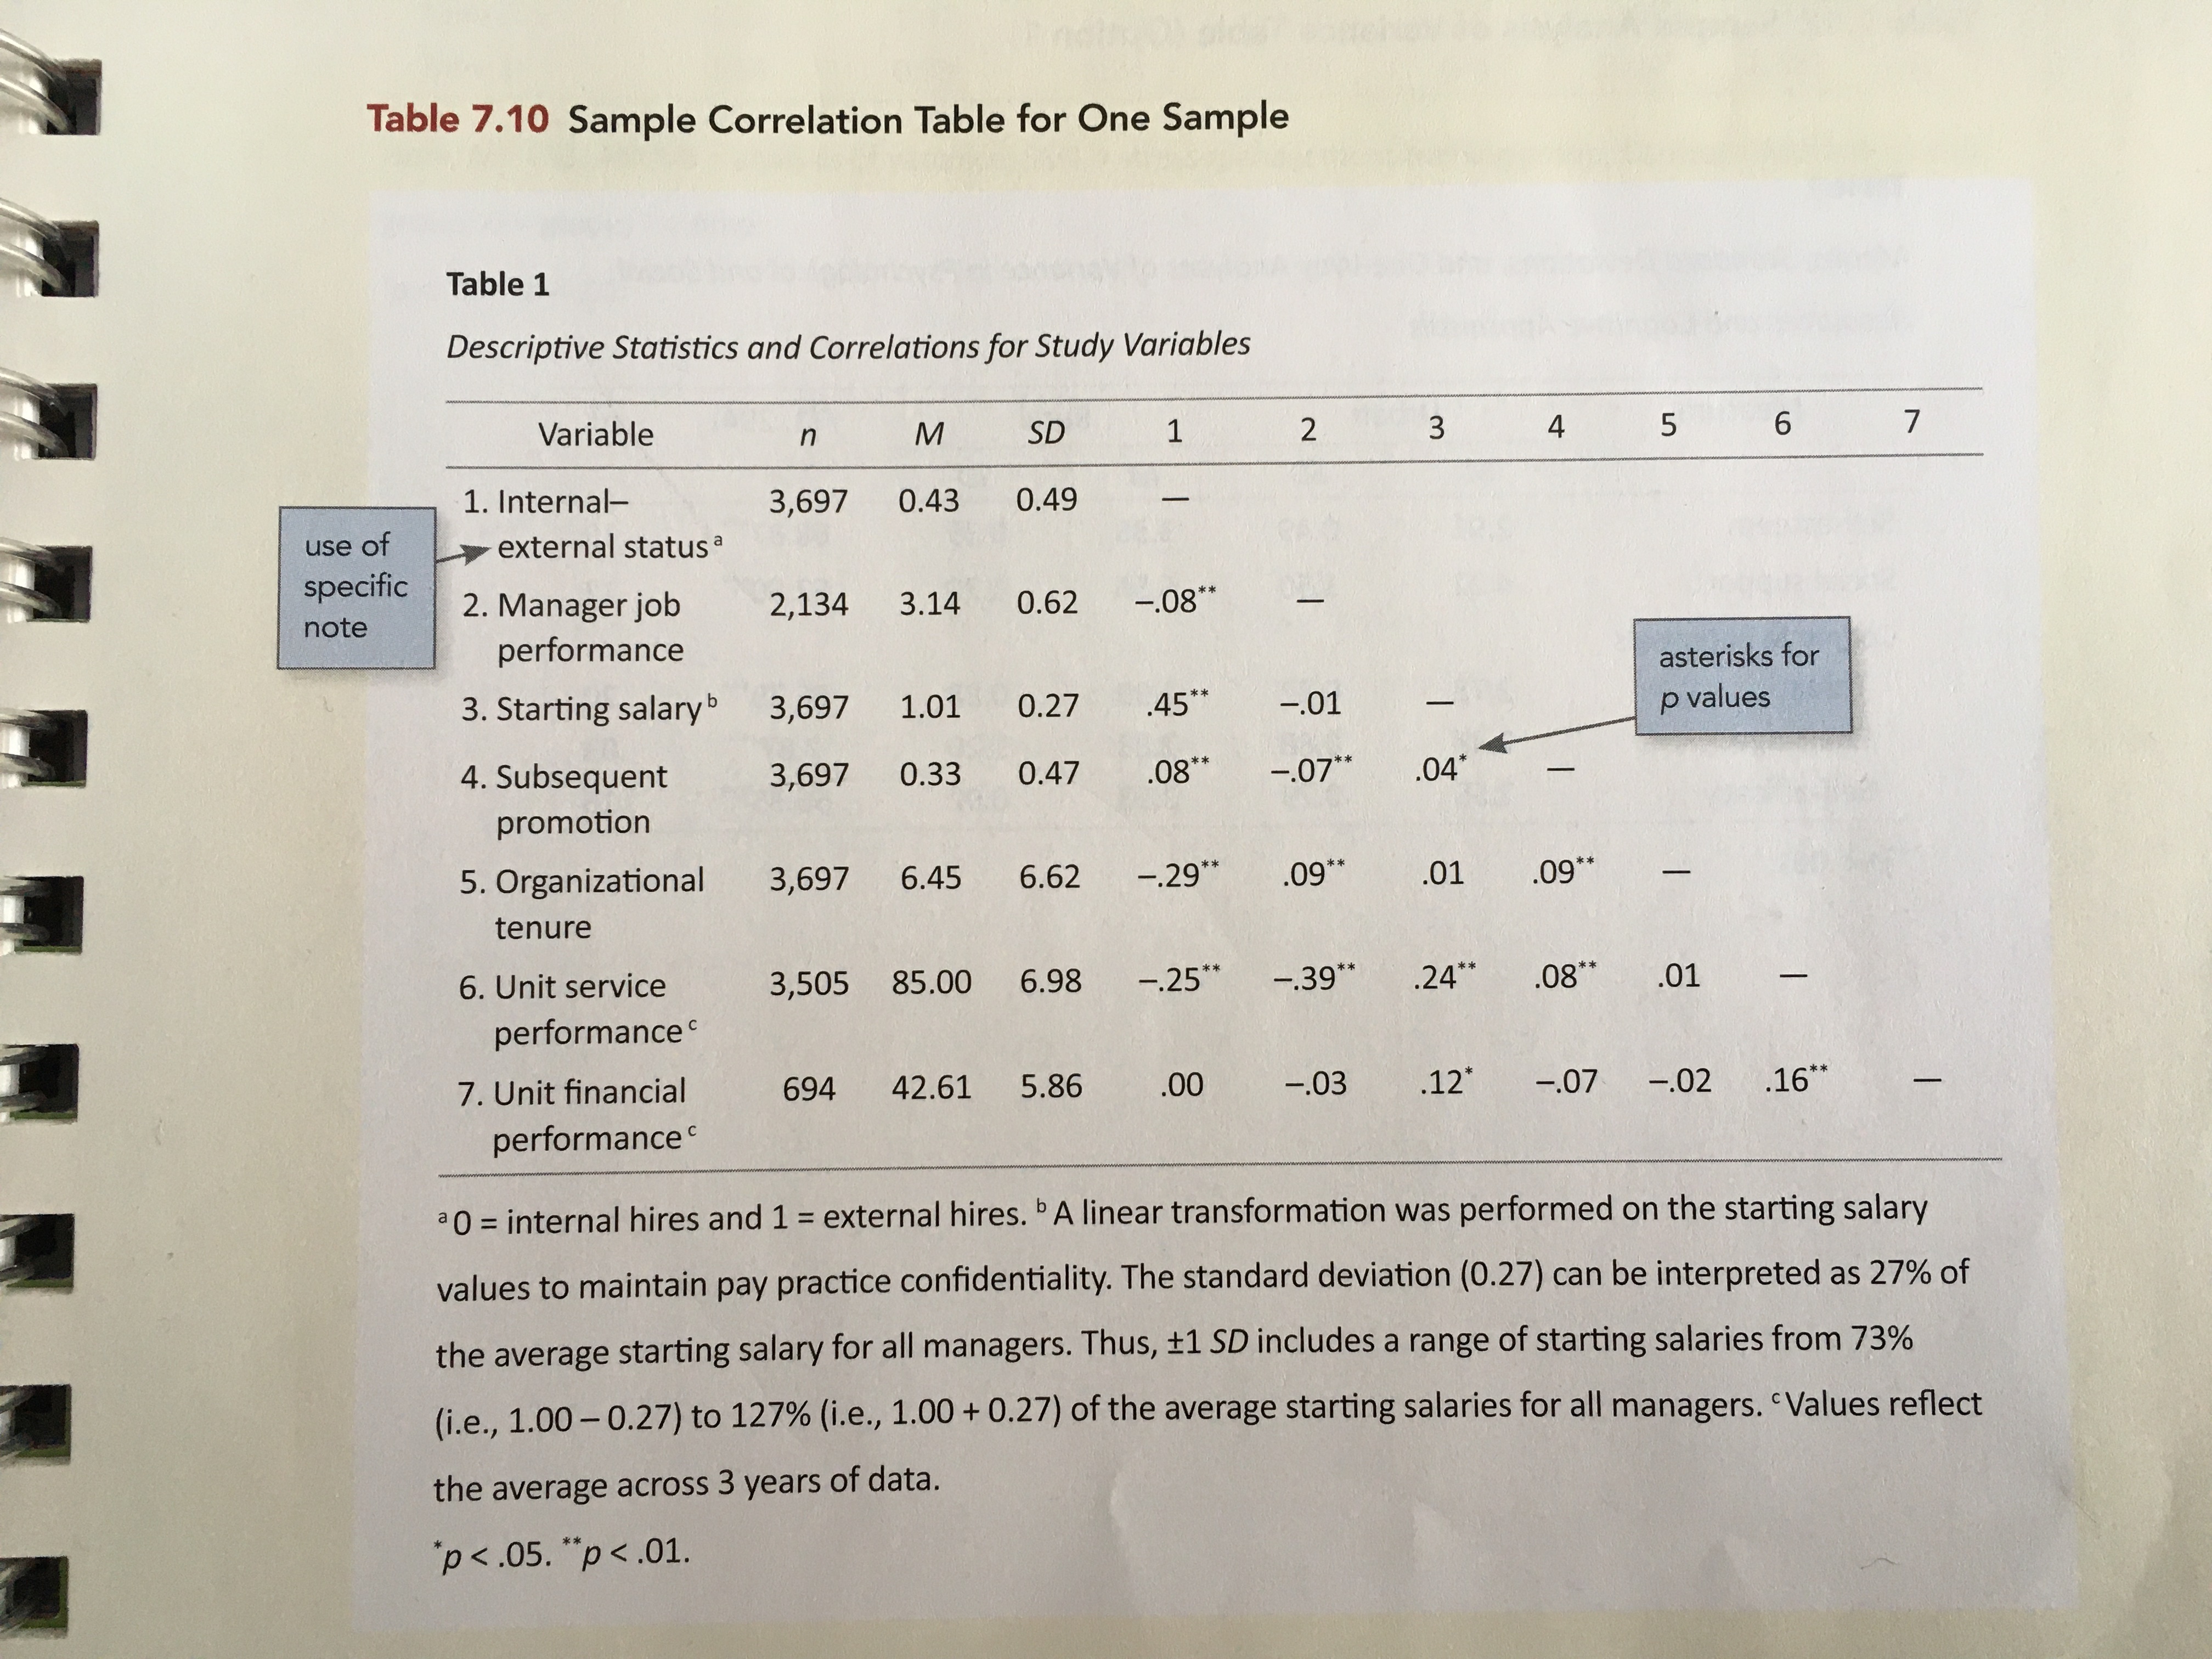 Table 7.10 Sample Correlation Table for One Sample
Table 1
Descriptive Statistics and Correlations for Study Variables
Variable n M SD 1 2 3 4 5 6 7
1. Internal– 3,697 0.43 0.49 —
external status a
use of
specific
note
2. Manager job 2,134 3.14 0.62 –.08** —
performance
3. Starting salary b 3,697 1.01 0.27 .45** –.01 —
asterisks for
p values
4. Subsequent 3,697 0.33 0.47 .08** –.07** .04* —
promotion
5. Organizational 3,697 6.45 6.62 –.29** .09** .01 .09** —
tenure
6. Unit service 3,505 85.00 6.98 –.25** –.39** .24** .08** .01 —
performance c
7. Unit financial 694 42.61 5.86 .00 –.03 .12* –.07 –.02 .16** —
performance c
a 0 = internal hires and 1 = external hires. b A linear transformation was performed on the starting salary
values to maintain pay practice confidentiality. The standard deviation (0.27) can be interpreted as 27% of
the average starting salary for all managers. Thus, ±1 SD includes a range of starting salaries from 73%
(i.e., 1.00 – 0.27) to 127% (i.e., 1.00 + 0.27) of the average starting salaries for all managers. c Values reflect
the average across 3 years of data.
*p < .05. **p < .01.